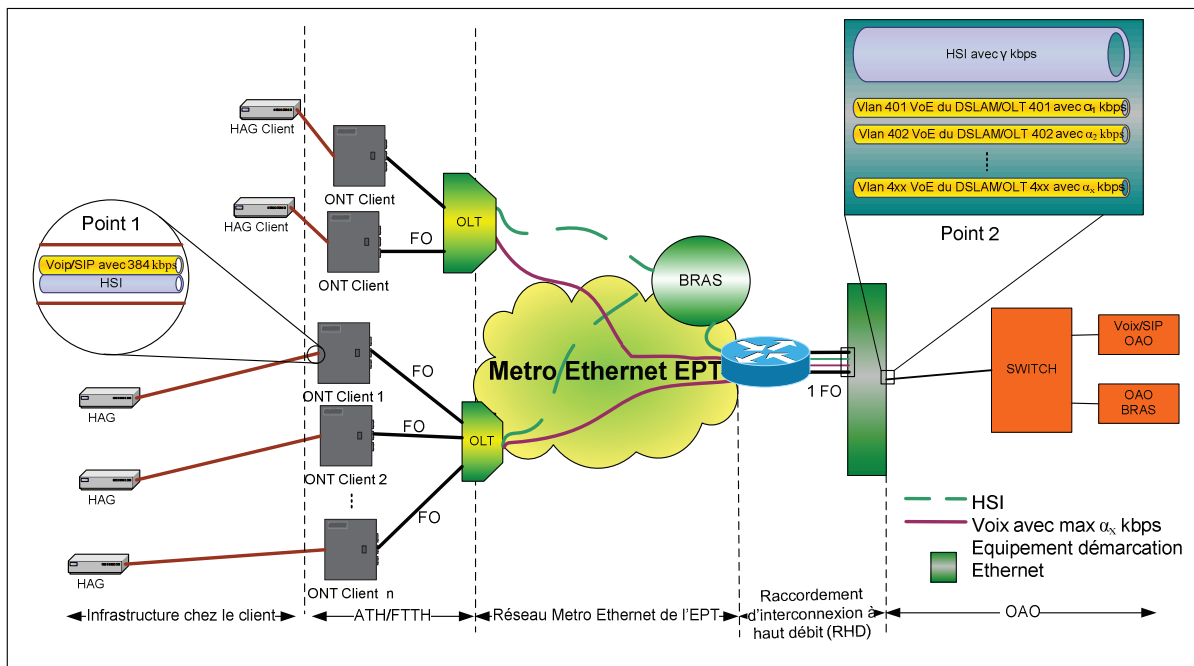 HSI avec γ kbps
Vlan 401 VoE du DSLAM/OLT 401 avec α1 kbps
Vlan 402 VoE du DSLAM/OLT 402 avec α2 kbps
Vlan 4xx VoE du DSLAM/OLT 4xx avec αx kbps
Point 2
HAG Client
ONT Client
HAG Client
ONT Client
FO
OLT
Point 1
Voip/SIP avec 384 kbps
HSI
BRAS
Metro Ethernet EPT
1 FO
SWITCH
Voix/SIP
OAO
OAO
BRAS
HAG
ONT Client 1
FO
HAG
ONT Client 2
FO
OLT
HAG
ONT Client n
FO
HSI
Voix avec max αx kbps
Equipement démarcation
Ethernet
Infrastructure chez le client
ATH/FTTH
Réseau Metro Ethernet de l'EPT
Raccordement
d'interconnexion à
haut débit (RHD)
OAO